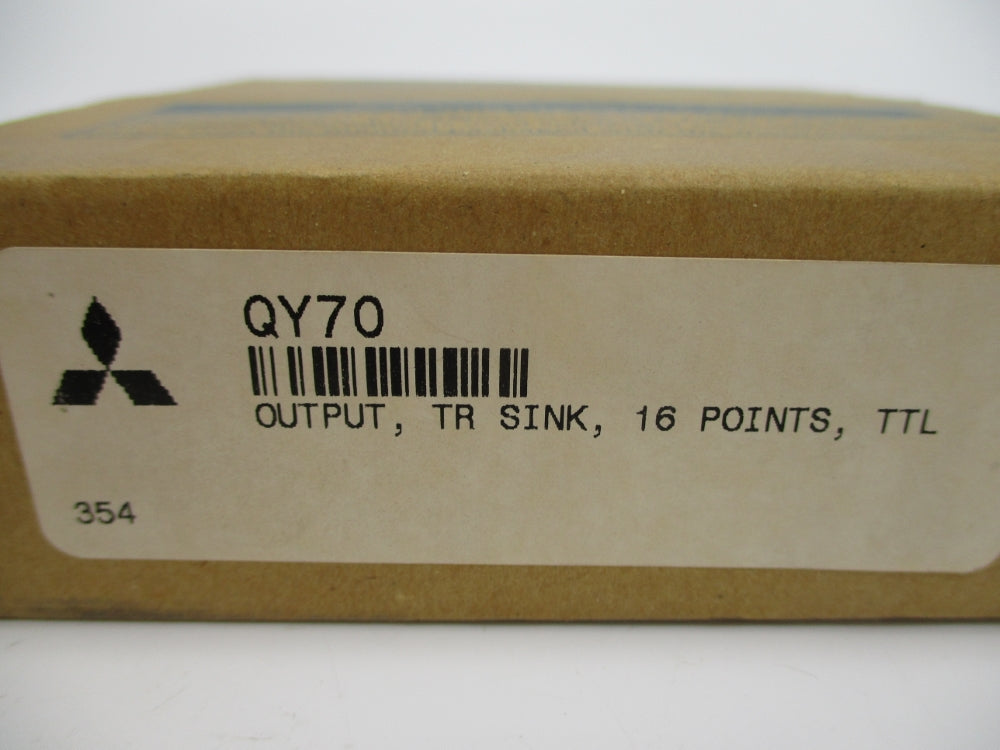 QY70
OUTPUT, TR SINK, 16 POINTS, TTL
354